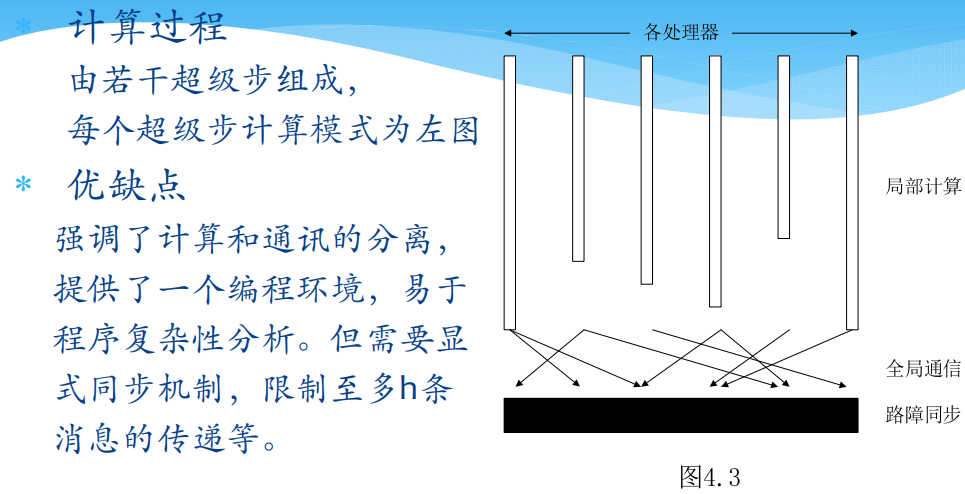 * 计算过程
由若干超级步组成，
每个超级步计算模式为左图
* 优缺点
强调了计算和通讯的分离，
提供了一个编程环境，易于
程序复杂性分析。但需要显
式同步机制，限制至多h条
消息的传递等。
各处理器
局部计算
全局通信
路障同步
图4.3